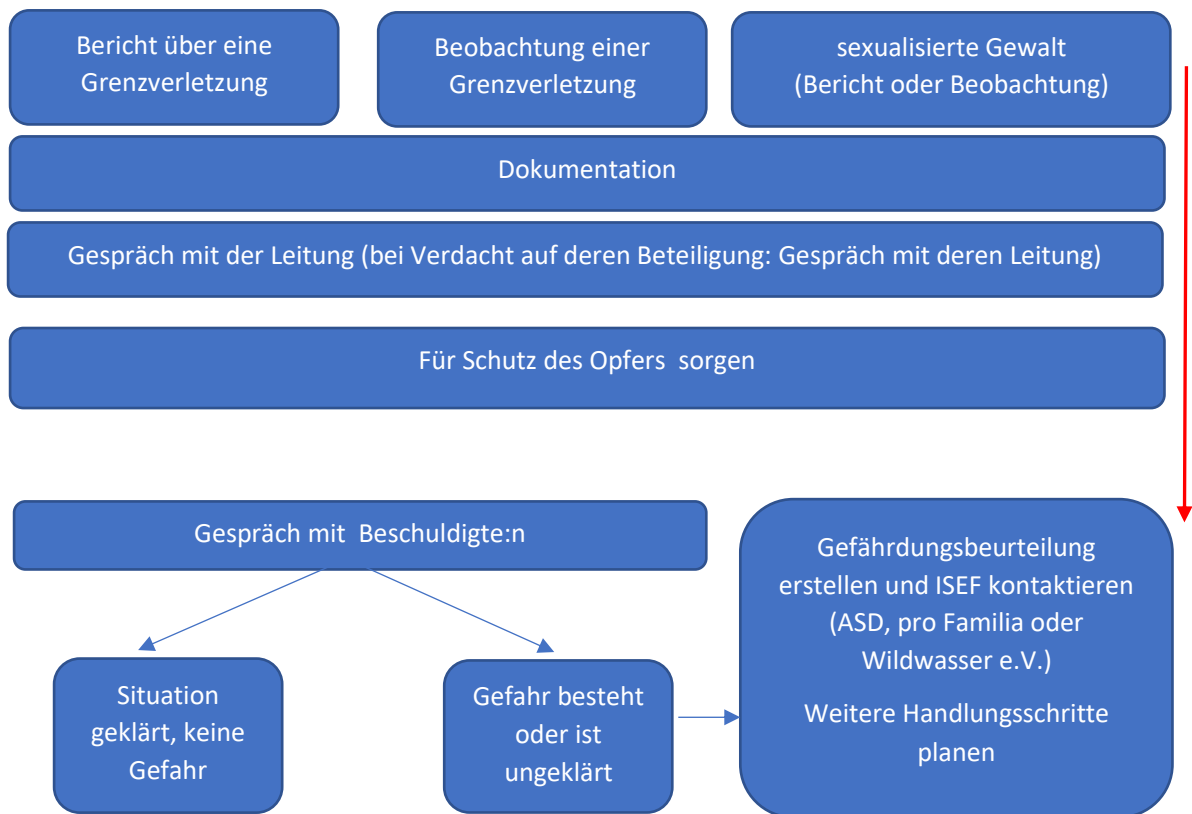 Bericht über eine
Grenzverletzung
Beobachtung einer
Grenzverletzung
sexualisierte Gewalt
(Bericht oder Beobachtung)
Dokumentation
Gespräch mit der Leitung (bei Verdacht auf deren Beteiligung: Gespräch mit deren Leitung)
Für Schutz des Opfers  sorgen
Gespräch mit  Beschuldigte:n
Situation
geklärt, keine
Gefahr
Gefahr besteht
oder ist
ungeklärt
Gefährdungsbeurteilung
erstellen und ISEF kontaktieren
(ASD, pro Familia oder
Wildwasser e.V.)
Weitere Handlungsschritte
planen